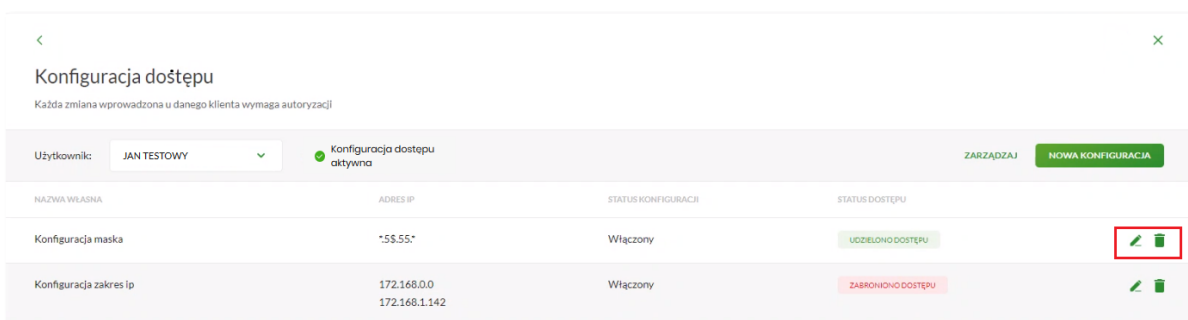 Konfiguracja dostępu
Każda zmiana wprowadzona u danego klienta wymaga autoryzacji
Użytkownik: JAN TESTOWY
Konfiguracja dostępu
aktywna
ZARZĄDZAJ NOWA KONFIGURACJA
NAZWA WŁASNA ADRES IP STATUS KONFIGURACJI STATUS DOSTĘPU
Konfiguracja maska *.5$.55.* Włączony UDZIELONO DOSTĘPU
Konfiguracja zakres ip 172.168.0.0 Włączony ZABRONIONO DOSTĘPU
172.168.1.142